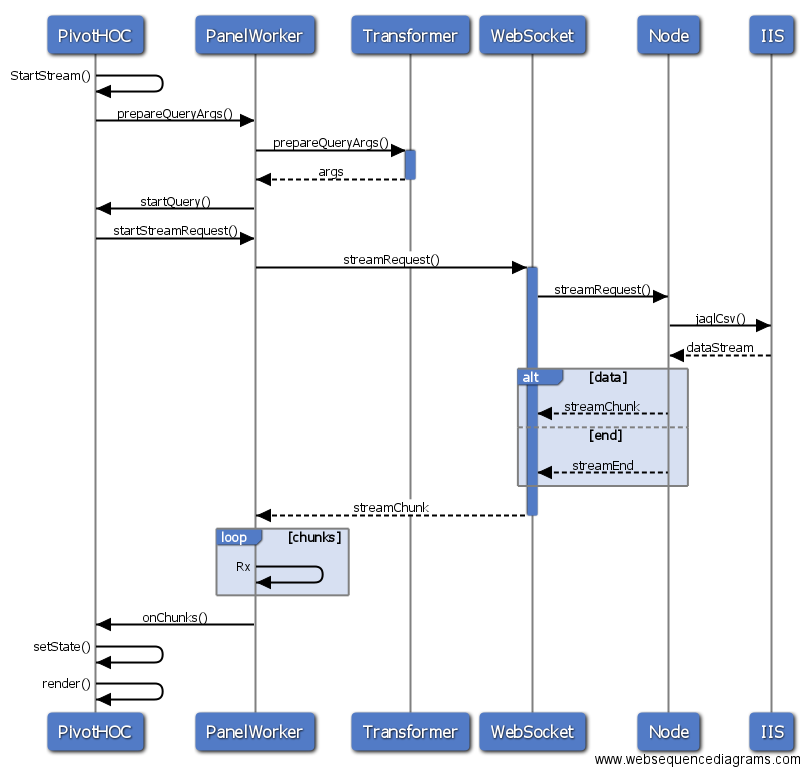 PivotHOC PanelWorker Transformer WebSocket Node IIS
StartStream()
prepareQueryArgs()
prepareQueryArgs()
args
startQuery()
startStreamRequest()
streamRequest()
streamRequest()
jaqlCsv()
dataStream
alt [data]
streamChunk
[end]
streamEnd
streamChunk
loop [chunks]
Rx
onChunks()
setState()
render()
PivotHOC PanelWorker Transformer WebSocket Node IIS
www.websequencediagrams.com